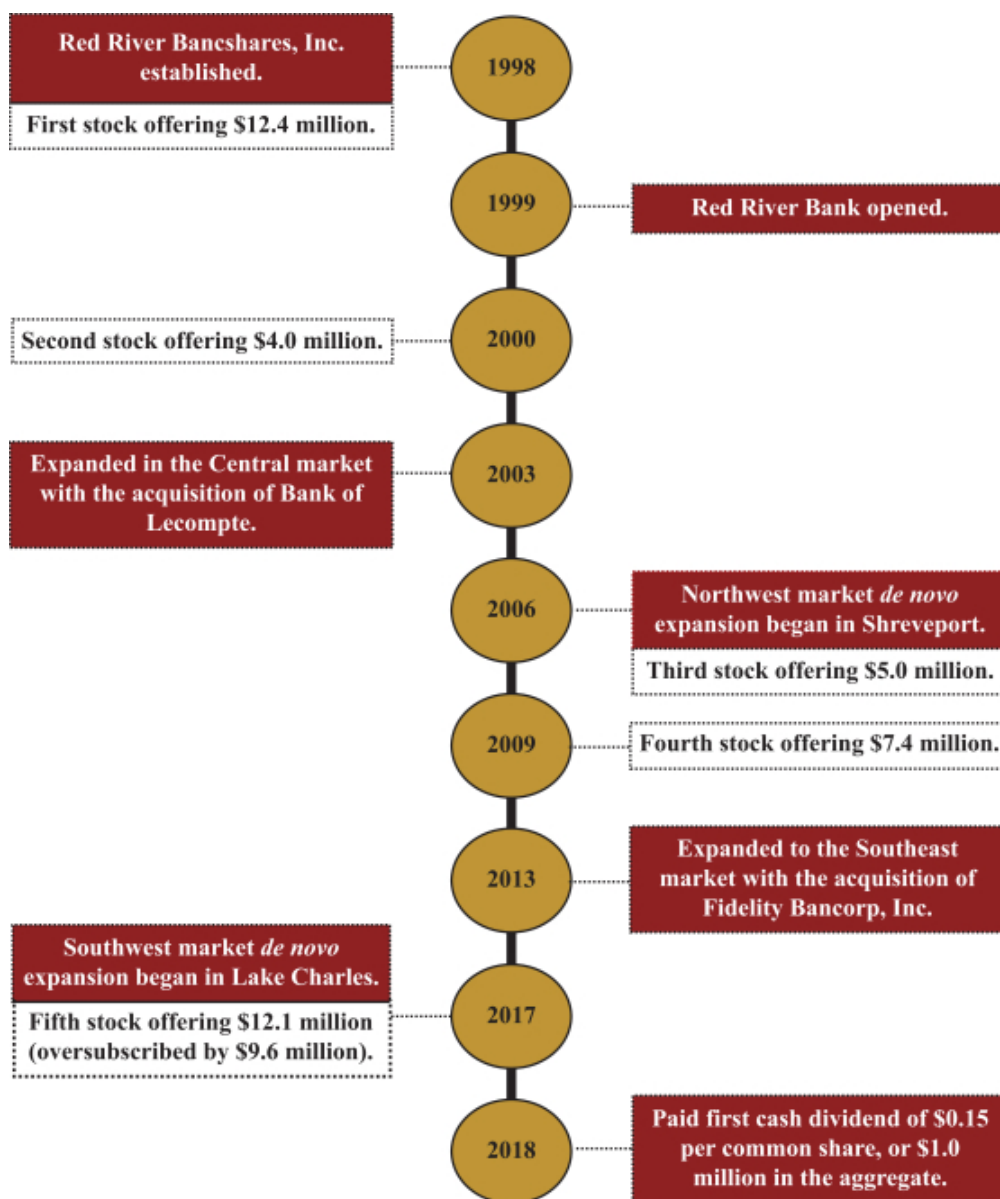 Red River Bancshares, Inc.
established.
First stock offering $12.4 million.
1998
1999
Red River Bank opened.
Second stock offering $4.0 million.
2000
Expanded in the Central market
with the acquisition of Bank of
Lecompte.
2003
2006
Northwest market de novo
expansion began in Shreveport.
Third stock offering $5.0 million.
2009
Fourth stock offering $7.4 million.
2013
Expanded to the Southeast
market with the acquisition of
Fidelity Bancorp, Inc.
Southwest market de novo
expansion began in Lake Charles.
Fifth stock offering $12.1 million
(oversubscribed by $9.6 million).
2017
2018
Paid first cash dividend of $0.15
per common share, or $1.0
million in the aggregate.